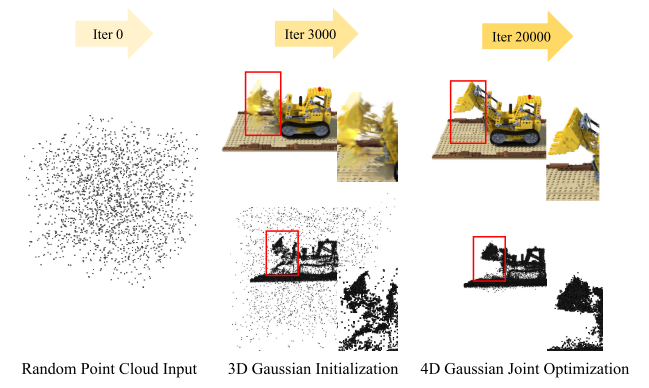 Iter 0
Iter 3000
Iter 20000
Random Point Cloud Input
3D Gaussian Initialization
4D Gaussian Joint Optimization